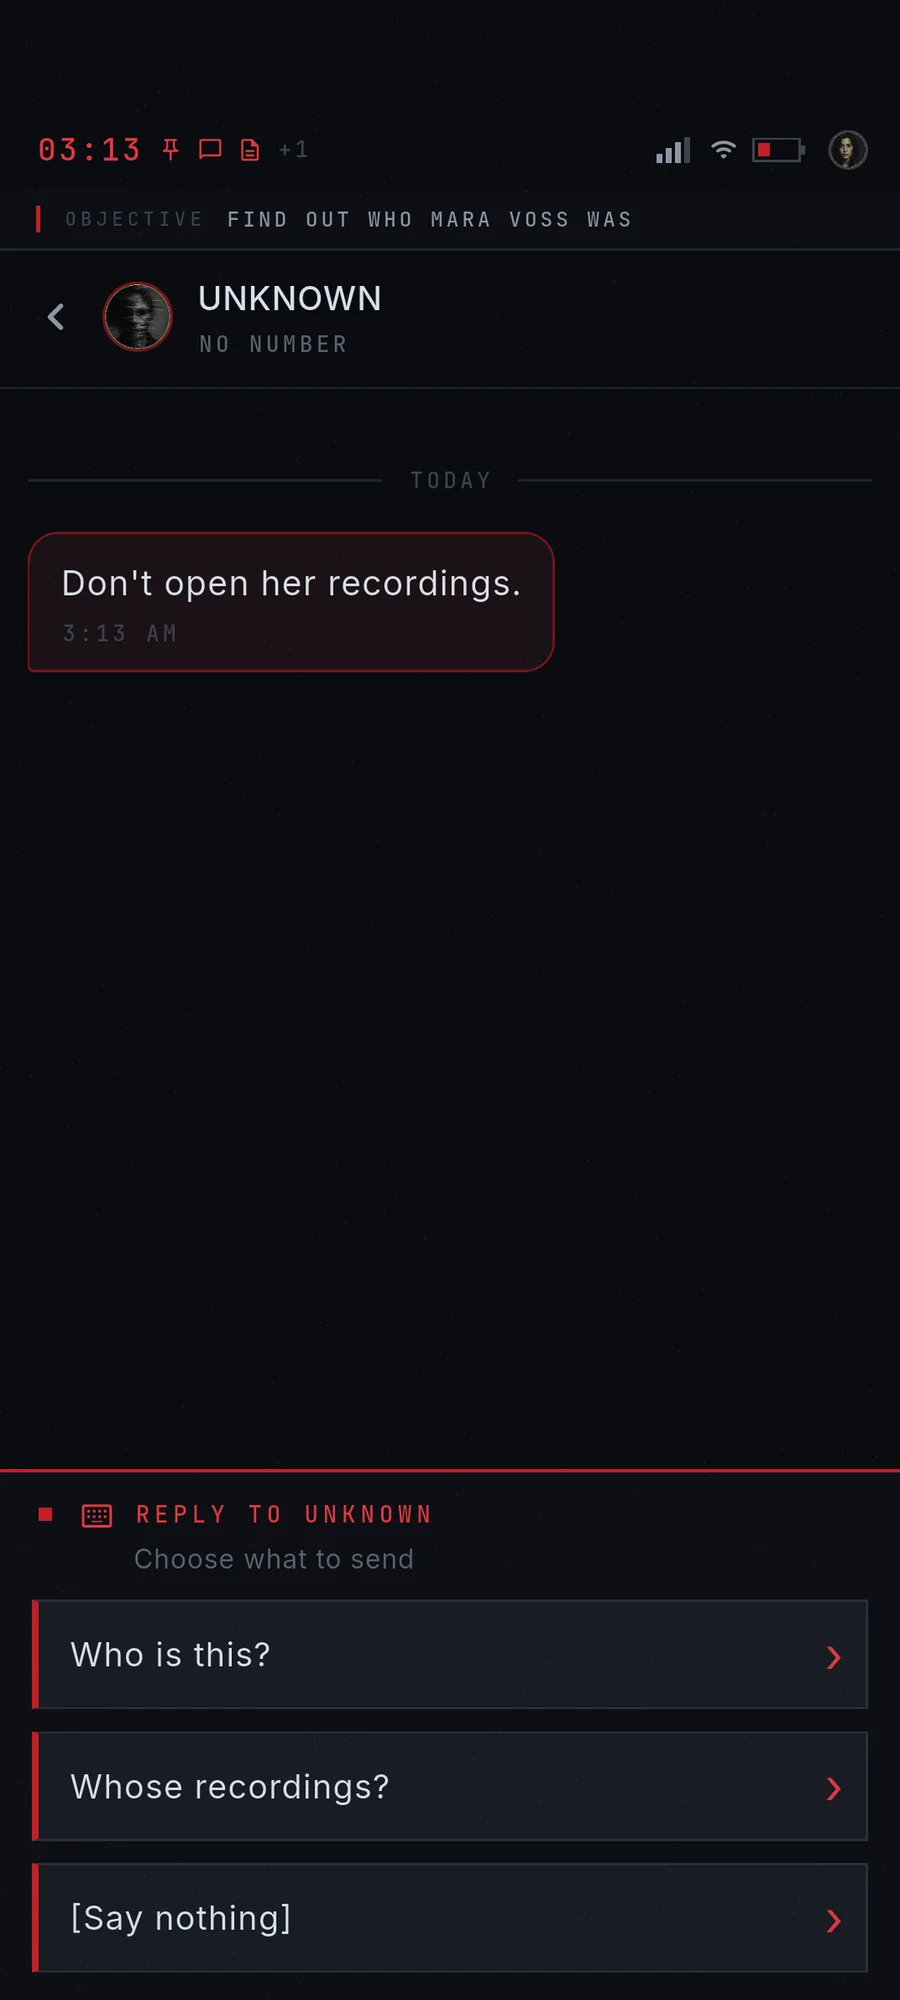 03:13 +1
OBJECTIVE FIND OUT WHO MARA VOSS WAS
UNKNOWN
NO NUMBER
TODAY
Don't open her recordings.
3:13 AM
REPLY TO UNKNOWN
Choose what to send
Who is this?
Whose recordings?
[Say nothing]